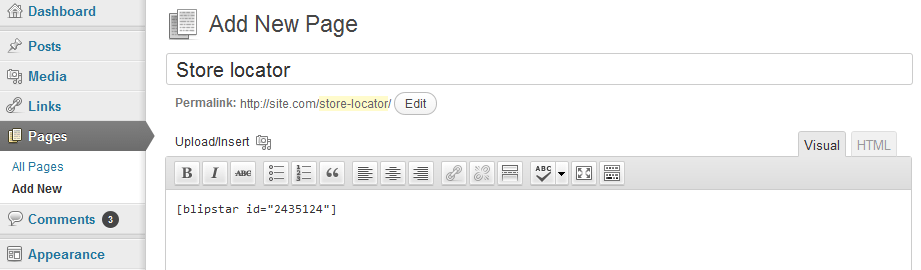 Dashboard
Posts
Media
Links
Pages
All Pages
Add New
Comments 3
Appearance
Add New Page
Store locator
Permalink: http://site.com/store-locator/ Edit
Upload/Insert
Visual HTML
B I ABC ABC
[blipstar id="2435124"]